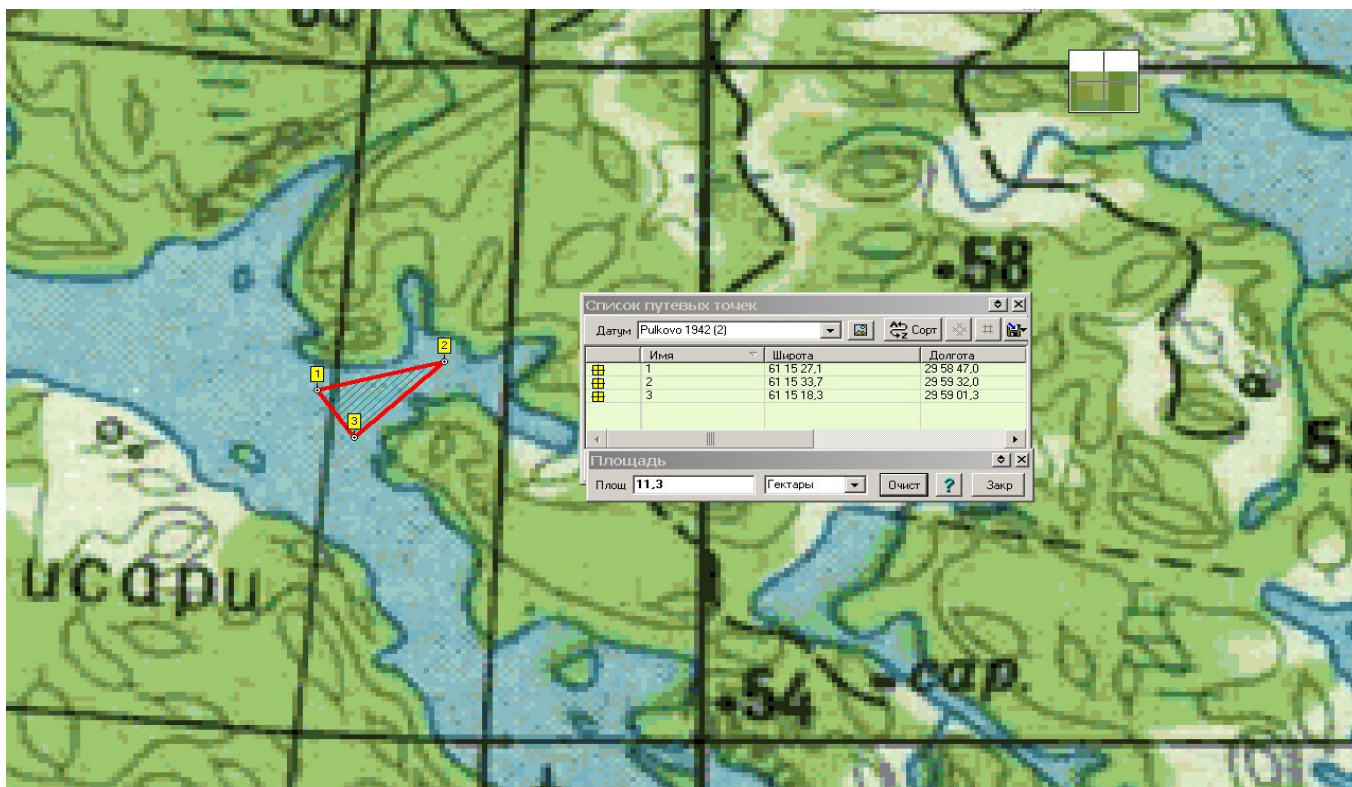 58
1
2
3
Список путевых точек
Датум Pulkovo 1942 (2) Сорт
Имя Широта Долгота
1 61 15 27,1 29 58 47,0
2 61 15 33,7 29 59 32,0
3 61 15 18,3 29 59 01,3
Площадь
Площ 11,3 Гектары Очист ? Закр
исари
54
сар.